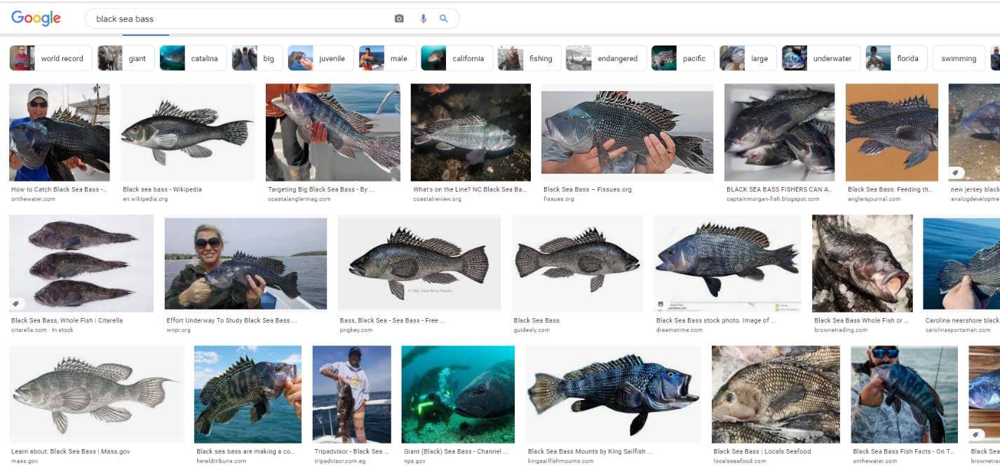 Google
black sea bass
world record
giant
catalina
big
juvenile
male
california
fishing
endangered
pacific
large
underwater
florida
swimming
How to Catch Black Sea Bass -...
onthewater.com
Black sea bass - Wikipedia
en.wikipedia.org
Targeting Big Black Sea Bass - By ...
coastalanglermag.com
What's on the Line? NC Black Sea Ba...
coastalreview.org
Black Sea Bass – Fissues.org
fissues.org
BLACK SEA BASS FISHERS CAN A...
captainmorgan-fish.blogspot.com
Black Sea Bass: Feeding th...
anglersjournal.com
new jersey black
analogdevelopme
Black Sea Bass, Whole Fish | Citarella
citarella.com · In stock
Effort Underway To Study Black Sea Bass ...
wnpr.org
Bass, Black Sea - Sea Bass - Free ...
pngkey.com
Black Sea Bass
guidesly.com
Black Sea Bass stock photo. Image of ...
dreamstime.com
Black Sea Bass Whole Fish or ...
brownetrading.com
Carolina nearshore black
carolinasportsman.com
Learn about: Black Sea Bass | Mass.gov
mass.gov
Black sea bass are making a co...
heraldtribune.com
Tripadvisor - Black Sea ...
tripadvisor.com.eg
Giant (Black) Sea Bass - Channel ...
nps.gov
Black Sea Bass Mounts by King Sailfish ...
kingsailfishmounts.com
Black Sea Bass | Locals Seafood
localsseafood.com
Black Sea Bass Fish Facts - On T...
onthewater.com
Black Sea
brownetra